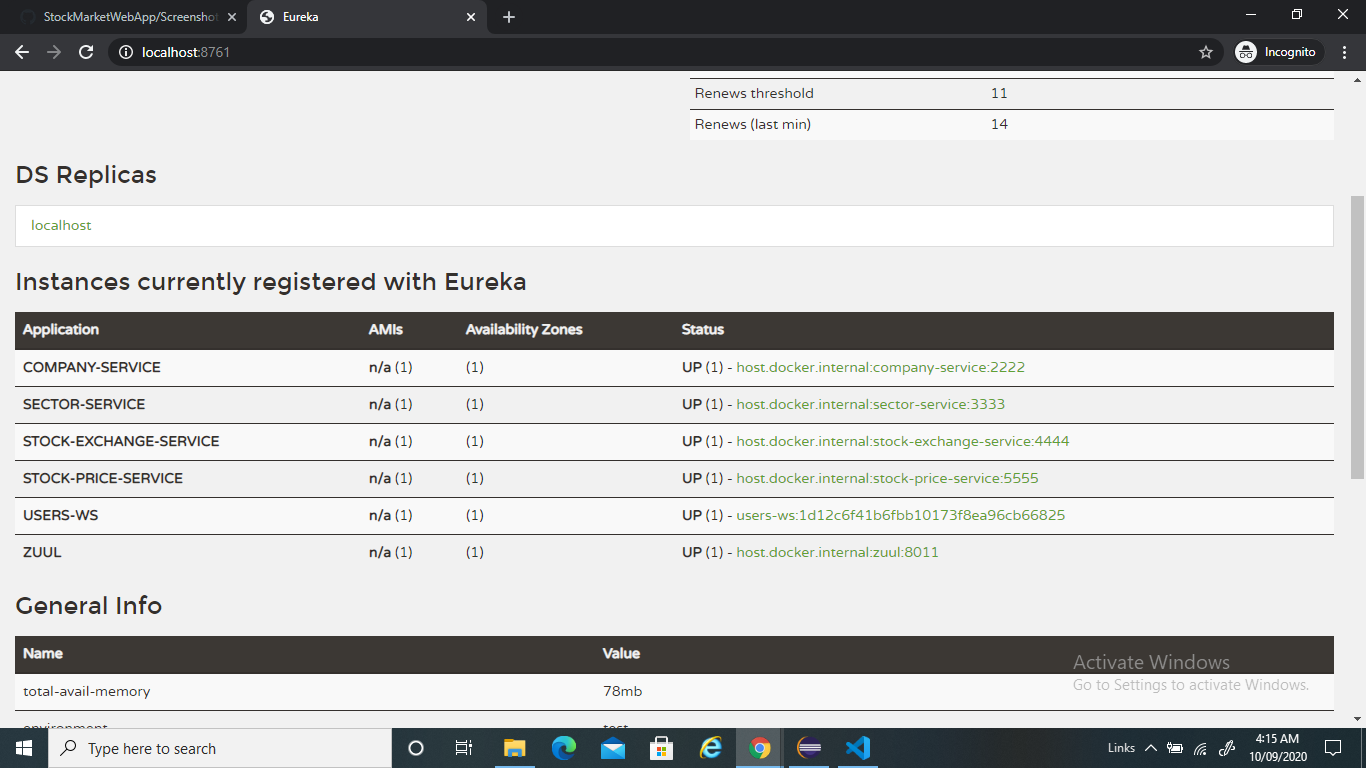 StockMarketWebApp/Screenshot
Eureka
localhost:8761
Incognito
Renews threshold 11
Renews (last min) 14
DS Replicas
localhost
Instances currently registered with Eureka
Application AMIs Availability Zones Status
COMPANY-SERVICE n/a (1) (1) UP (1) - host.docker.internal:company-service:2222
SECTOR-SERVICE n/a (1) (1) UP (1) - host.docker.internal:sector-service:3333
STOCK-EXCHANGE-SERVICE n/a (1) (1) UP (1) - host.docker.internal:stock-exchange-service:4444
STOCK-PRICE-SERVICE n/a (1) (1) UP (1) - host.docker.internal:stock-price-service:5555
USERS-WS n/a (1) (1) UP (1) - users-ws:1d12c6f41b6fbb10173f8ea96cb66825
ZUUL n/a (1) (1) UP (1) - host.docker.internal:zuul:8011
General Info
Name Value
total-avail-memory 78mb
environment test
Activate Windows
Go to Settings to activate Windows.
Type here to search
Links
4:15 AM
10/09/2020